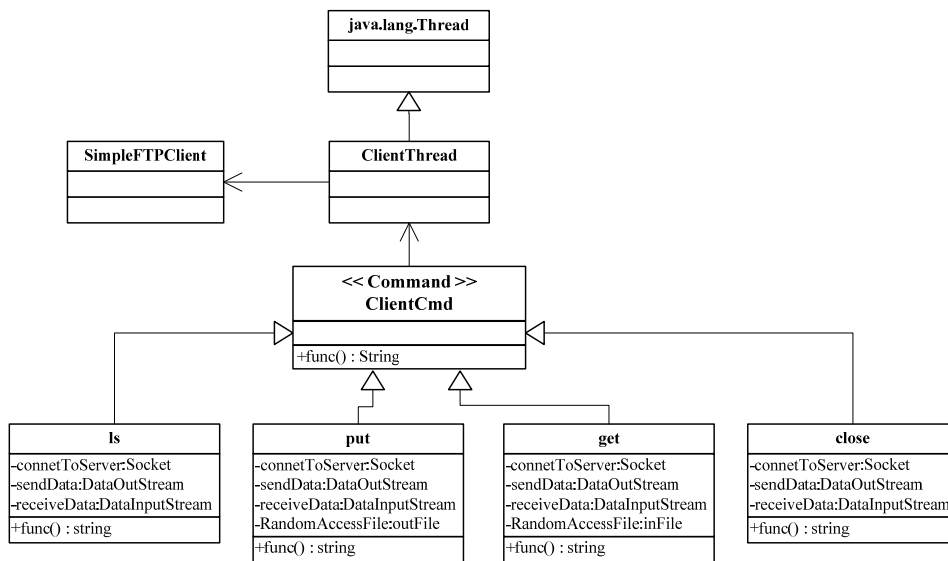 java.lang.Thread
SimpleFTPClient
ClientThread
<< Command >>
ClientCmd
+func() : String
ls
-connetToServer:Socket
-sendData:DataOutStream
-receiveData:DataInputStream
+func() : string
put
-connetToServer:Socket
-sendData:DataOutStream
-receiveData:DataInputStream
-RandomAccessFile:outFile
+func() : string
get
-connetToServer:Socket
-sendData:DataOutStream
-receiveData:DataInputStream
-RandomAccessFile:inFile
+func() : string
close
-connetToServer:Socket
-sendData:DataOutStream
-receiveData:DataInputStream
+func() : string